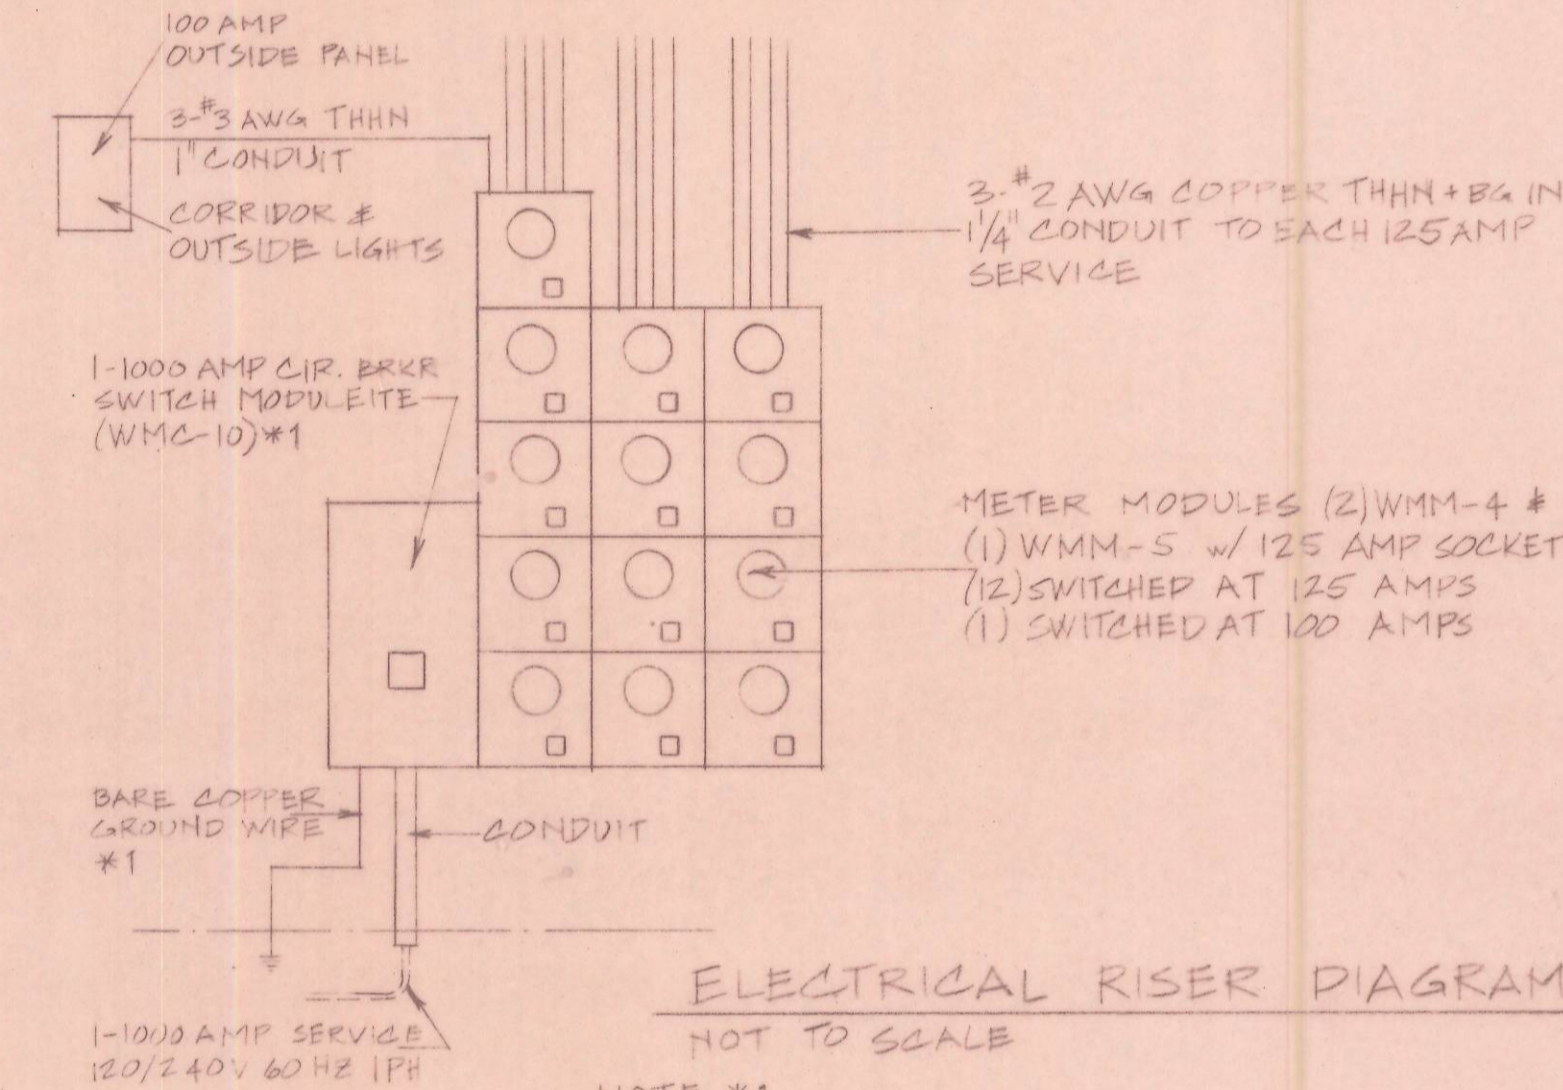 100 AMP
OUTSIDE PANEL
3-#3 AWG THHN
1" CONDUIT
CORRIDOR &
OUTSIDE LIGHTS
3-#2 AWG COPPER THHN + BG IN
1 1/4" CONDUIT TO EACH 125 AMP
SERVICE
1-1000 AMP CIR. BRKR
SWITCH MODULEITE
(WMC-10)*1
METER MODULES (2) WMM-4 &
(1) WMM-5 w/ 125 AMP SOCKET
(12) SWITCHED AT 125 AMPS
(1) SWITCHED AT 100 AMPS
BARE COPPER
GROUND WIRE
*1
CONDUIT
ELECTRICAL RISER DIAGRAM
NOT TO SCALE
1-1000 AMP SERVICE
120/240V 60 HZ 1PH